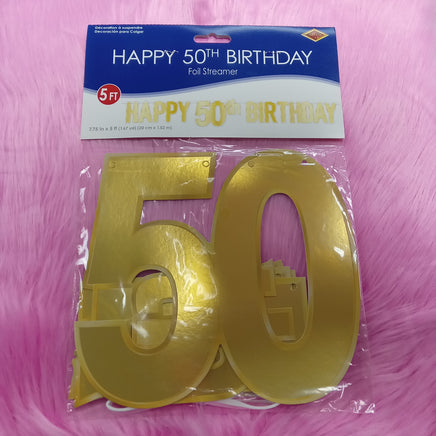 Décoration à suspendre
Decoración para Colgar
HAPPY 50TH BIRTHDAY
Foil Streamer
5 FT
HAPPY 50th BIRTHDAY
50